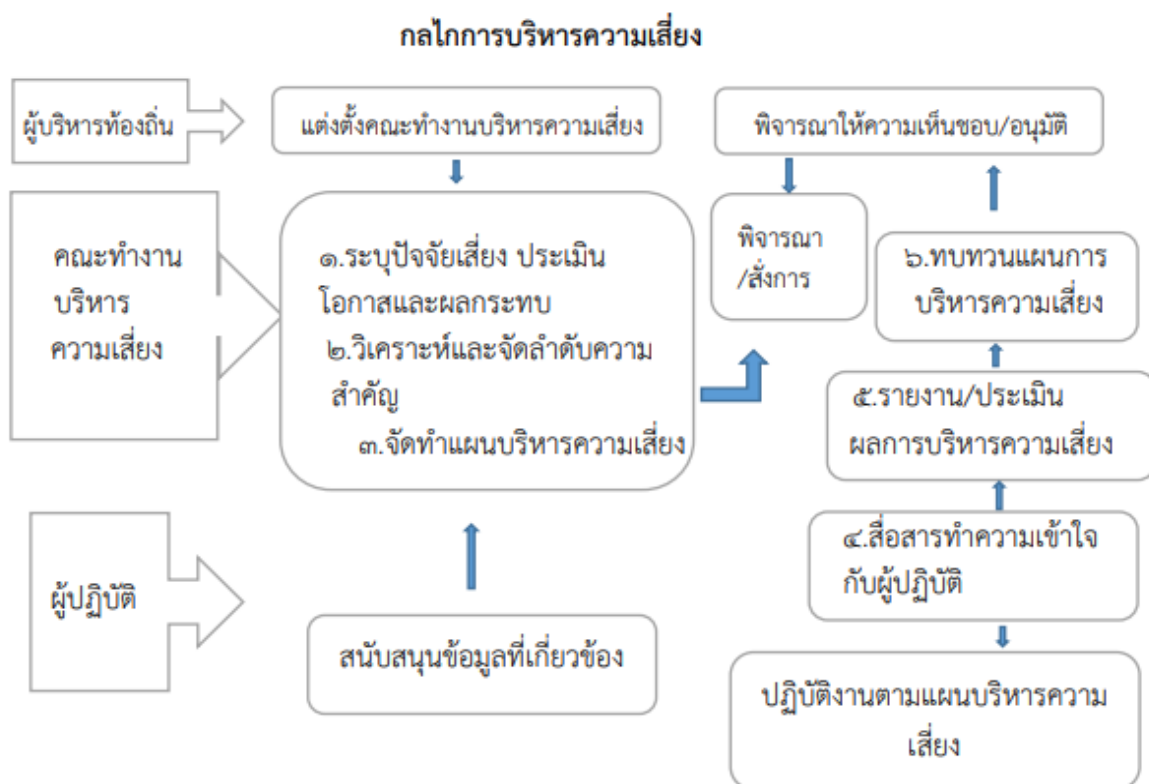 กลไกการบริหารความเสี่ยง
ผู้บริหารท้องถิ่น
แต่งตั้งคณะทำงานบริหารความเสี่ยง
พิจารณาให้ความเห็นชอบ/อนุมัติ
คณะทำงาน
บริหาร
ความเสี่ยง
๑.ระบุปัจจัยเสี่ยง ประเมิน
โอกาสและผลกระทบ
๒.วิเคราะห์และจัดลำดับความ
สำคัญ
๓.จัดทำแผนบริหารความเสี่ยง
พิจารณา
/สั่งการ
๖.ทบทวนแผนการ
บริหารความเสี่ยง
๕.รายงาน/ประเมิน
ผลการบริหารความเสี่ยง
๔.สื่อสารทำความเข้าใจ
กับผู้ปฏิบัติ
ผู้ปฏิบัติ
สนับสนุนข้อมูลที่เกี่ยวข้อง
ปฏิบัติงานตามแผนบริหารความ
เสี่ยง